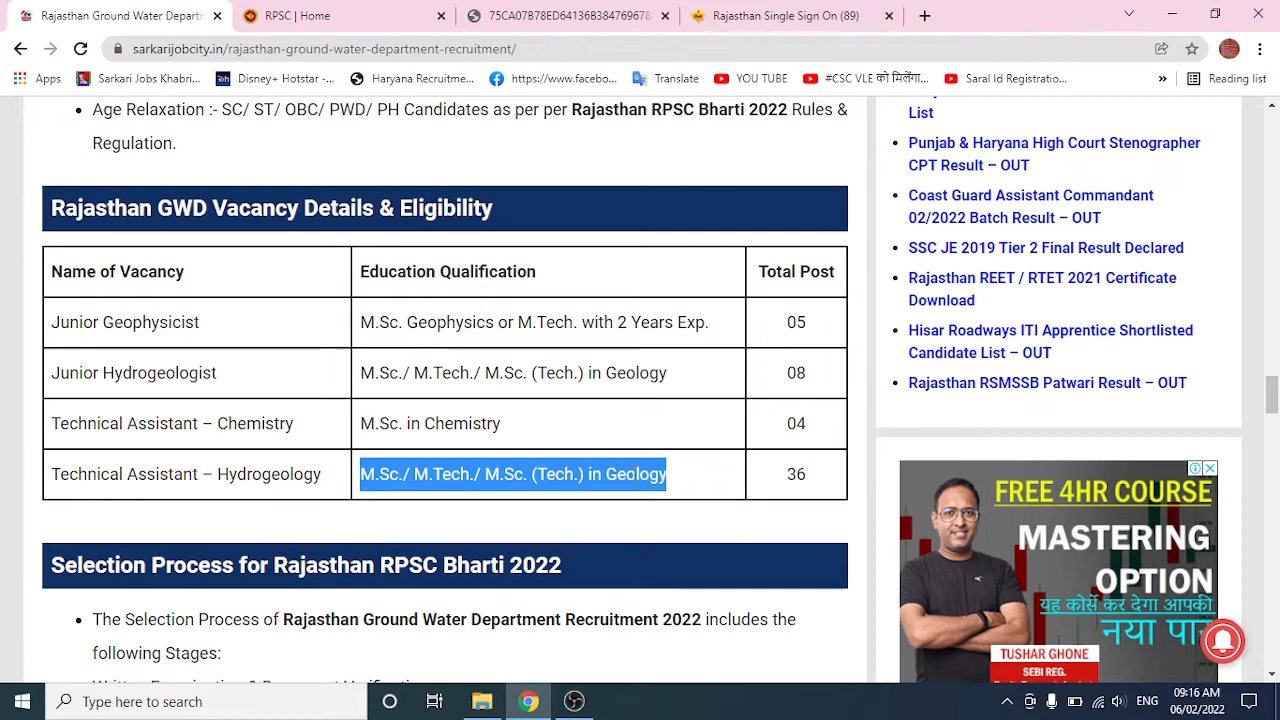 Rajasthan Ground Water Depart
RPSC | Home
75CA07B78ED64136B3847696
Rajasthan Single Sign On (89)
sarkarijobcity.in/rajasthan-ground-water-department-recruitment/
Apps
Sarkari Jobs Khabri...
Disney+ Hotstar -...
Haryana Recruitme...
https://www.facebo...
Translate
YOU TUBE
#CSC VLE को मिलेंगा...
Saral Id Registratio...
»
Reading list
Age Relaxation :- SC/ ST/ OBC/ PWD/ PH Candidates as per per Rajasthan RPSC Bharti 2022 Rules &
Regulation.
Rajasthan GWD Vacancy Details & Eligibility
Name of Vacancy Education Qualification Total Post
Junior Geophysicist M.Sc. Geophysics or M.Tech. with 2 Years Exp. 05
Junior Hydrogeologist M.Sc./ M.Tech./ M.Sc. (Tech.) in Geology 08
Technical Assistant – Chemistry M.Sc. in Chemistry 04
Technical Assistant – Hydrogeology M.Sc./ M.Tech./ M.Sc. (Tech.) in Geology 36
Selection Process for Rajasthan RPSC Bharti 2022
The Selection Process of Rajasthan Ground Water Department Recruitment 2022 includes the
following Stages:
List
Punjab & Haryana High Court Stenographer
CPT Result – OUT
Coast Guard Assistant Commandant
02/2022 Batch Result – OUT
SSC JE 2019 Tier 2 Final Result Declared
Rajasthan REET / RTET 2021 Certificate
Download
Hisar Roadways ITI Apprentice Shortlisted
Candidate List – OUT
Rajasthan RSMSSB Patwari Result – OUT
FREE 4HR COURSE
MASTERING
OPTION
यह कोर्स कर देगा आपकी
नया पार
TUSHAR GHONE
SEBI REG.
Type here to search
ENG
09:16 AM
06/02/2022